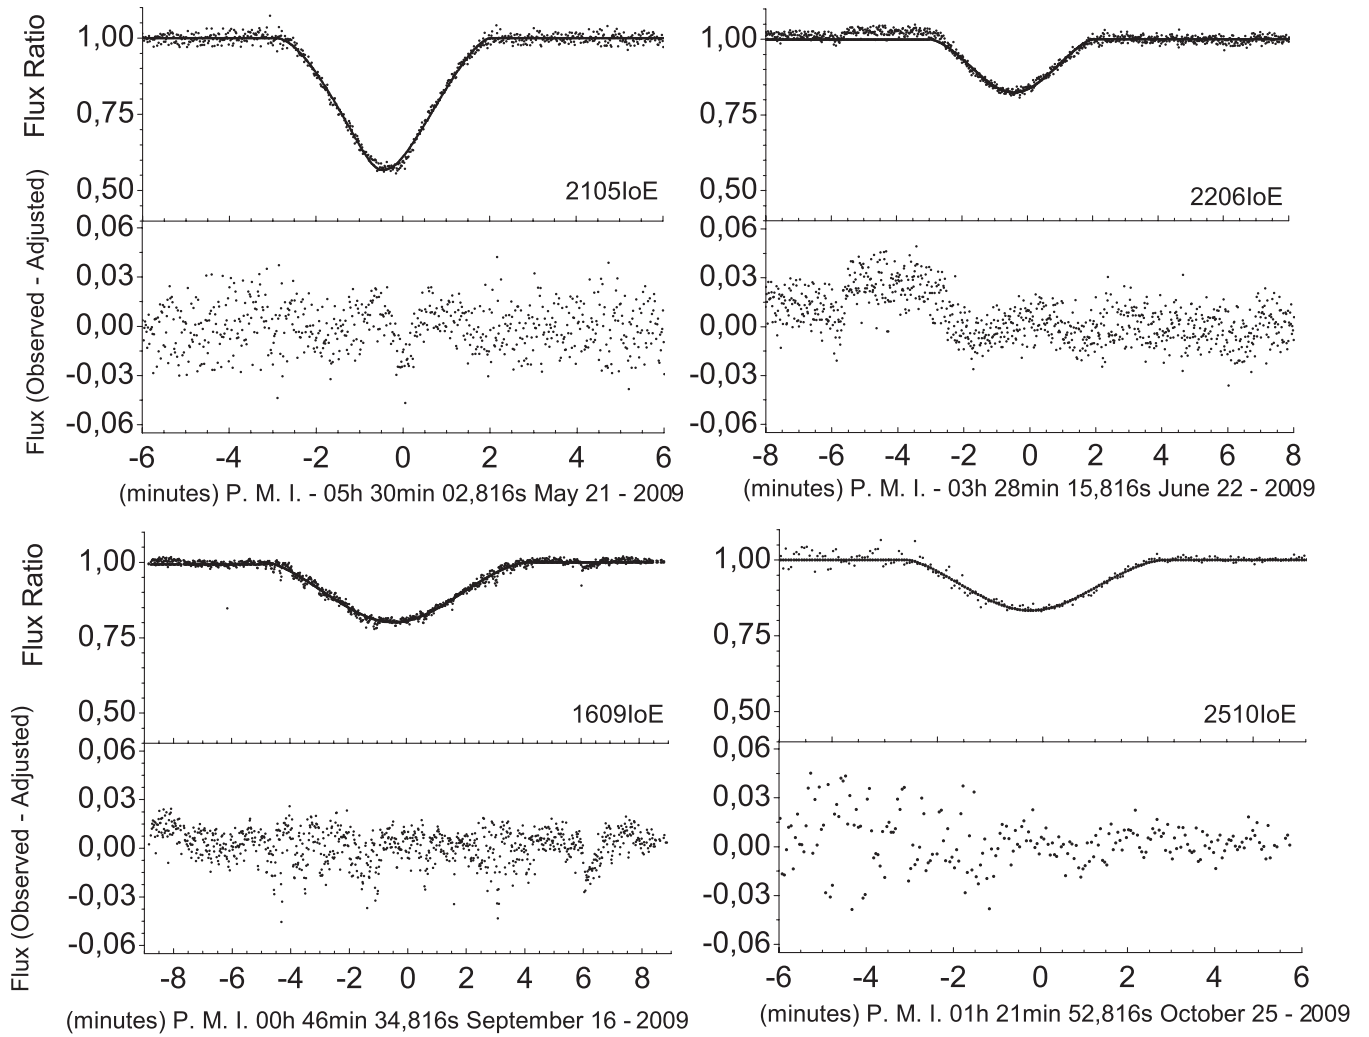 Flux Ratio
1,00
0,75
0,50
2105IoE
Flux (Observed - Adjusted)
0,06
0,03
0,00
-0,03
-0,06
-6 -4 -2 0 2 4 6
(minutes) P. M. I. - 05h 30min 02,816s May 21 - 2009
1,00
0,75
0,50
2206IoE
0,06
0,03
0,00
-0,03
-0,06
-8 -6 -4 -2 0 2 4 6 8
(minutes) P. M. I. - 03h 28min 15,816s June 22 - 2009
Flux Ratio
1,00
0,75
0,50
1609IoE
Flux (Observed - Adjusted)
0,06
0,03
0,00
-0,03
-0,06
-8 -6 -4 -2 0 2 4 6 8
(minutes) P. M. I. 00h 46min 34,816s September 16 - 2009
1,00
0,75
0,50
2510IoE
0,06
0,03
0,00
-0,03
-0,06
-6 -4 -2 0 2 4 6
(minutes) P. M. I. 01h 21min 52,816s October 25 - 2009